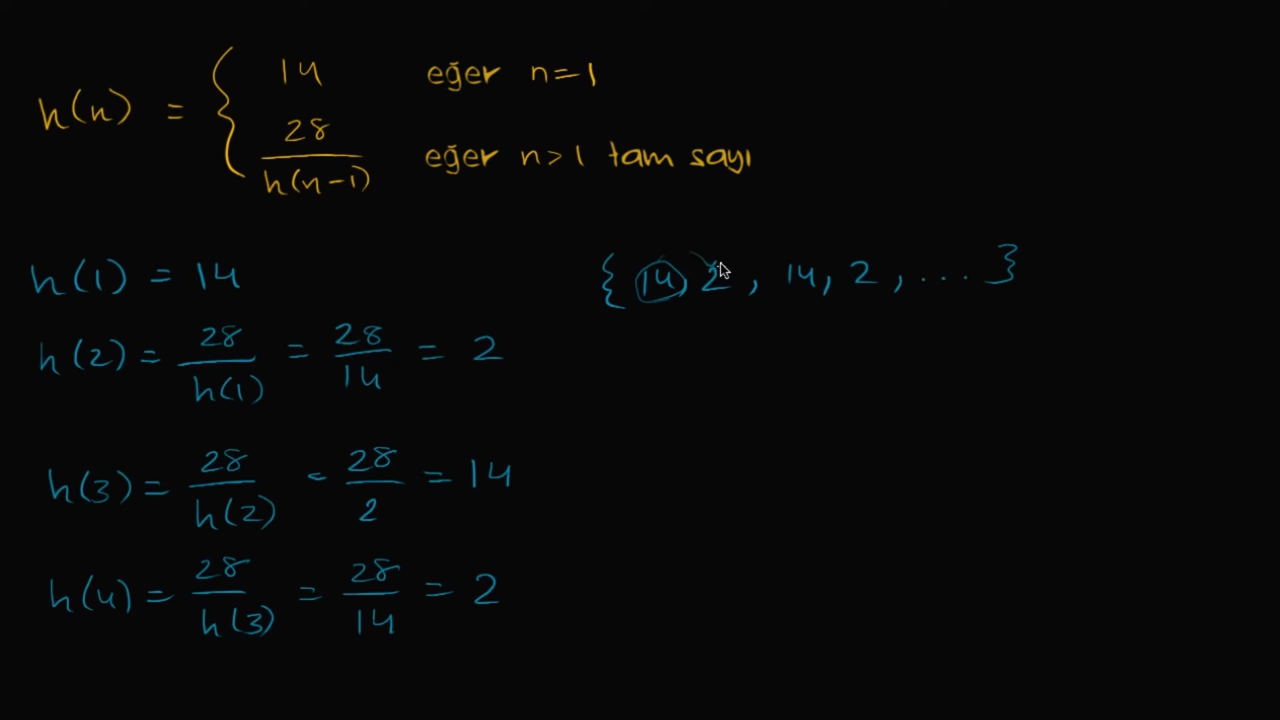 h(n) = { 14 eğer n=1
28/h(n-1) eğer n>1 tam sayı
h(1) = 14
{ 14, 2, 14, 2, ... }
h(2) = 28/h(1) = 28/14 = 2
h(3) = 28/h(2) = 28/2 = 14
h(4) = 28/h(3) = 28/14 = 2